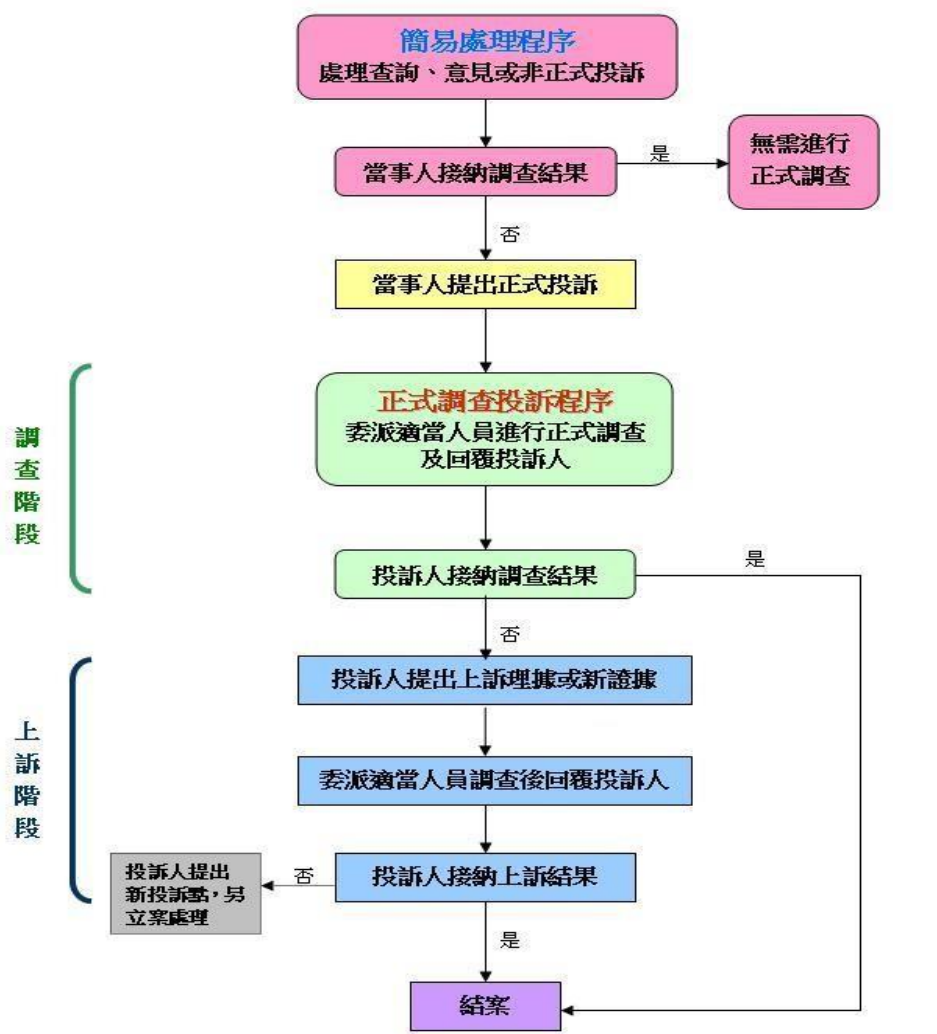 簡易處理程序
處理查詢、意見或非正式投訴
當事人接納調查結果
是
無需進行
正式調查
否
當事人提出正式投訴
調
查
階
段
正式調查投訴程序
委派適當人員進行正式調查
及回覆投訴人
投訴人接納調查結果
是
否
上
訴
階
段
投訴人提出上訴理據或新證據
委派適當人員調查後回覆投訴人
投訴人接納上訴結果
否
投訴人提出
新投訴點，另
立案處理
是
結案